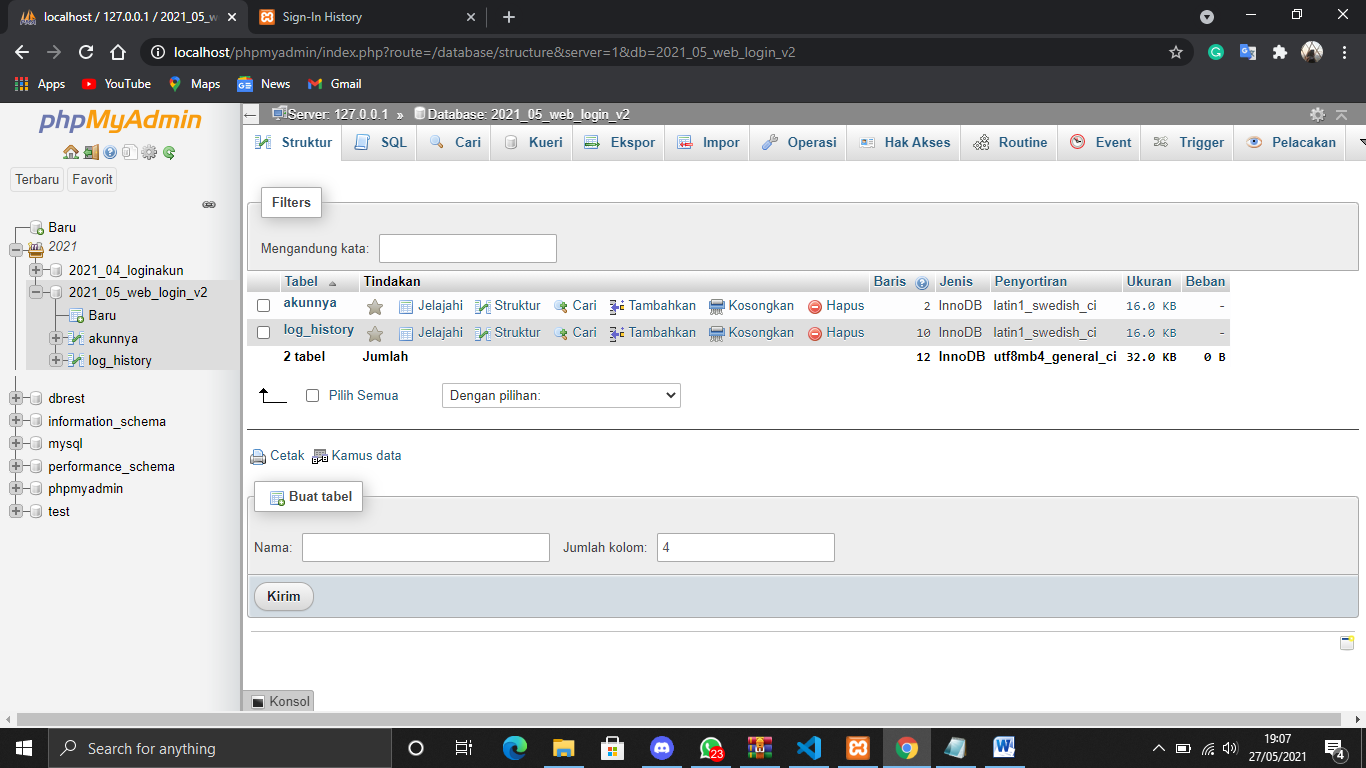 localhost / 127.0.0.1 / 2021_05_w
Sign-In History
localhost/phpmyadmin/index.php?route=/database/structure&server=1&db=2021_05_web_login_v2
Apps YouTube Maps News Gmail
phpMyAdmin
Terbaru Favorit
Baru
2021
2021_04_loginakun
2021_05_web_login_v2
Baru
akunnya
log_history
dbrest
information_schema
mysql
performance_schema
phpmyadmin
test
Server: 127.0.0.1 » Database: 2021_05_web_login_v2
Struktur SQL Cari Kueri Ekspor Impor Operasi Hak Akses Routine Event Trigger Pelacakan
Filters
Mengandung kata:
Tabel Tindakan Baris Jenis Penyortiran Ukuran Beban
akunnya Jelajahi Struktur Cari Tambahkan Kosongkan Hapus 2 InnoDB latin1_swedish_ci 16.0 KB -
log_history Jelajahi Struktur Cari Tambahkan Kosongkan Hapus 10 InnoDB latin1_swedish_ci 16.0 KB -
2 tabel Jumlah 12 InnoDB utf8mb4_general_ci 32.0 KB 0 B
Pilih Semua Dengan pilihan:
Cetak Kamus data
Buat tabel
Nama: Jumlah kolom: 4
Kirim
Konsol
Search for anything
23
19:07
27/05/2021
4